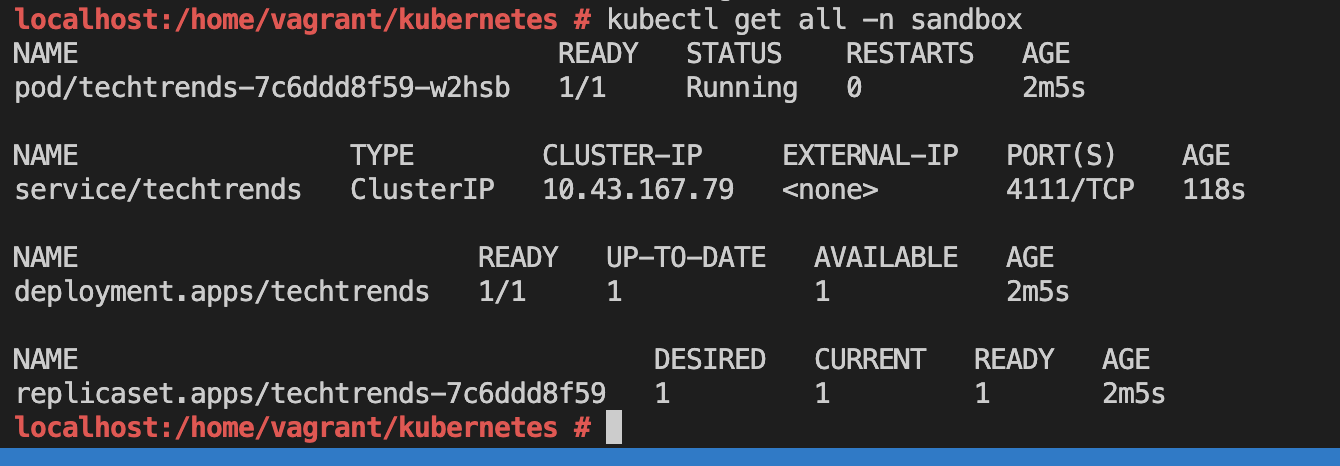 localhost:/home/vagrant/kubernetes # kubectl get all -n sandbox
NAME READY STATUS RESTARTS AGE
pod/techtrends-7c6ddd8f59-w2hsb 1/1 Running 0 2m5s
NAME TYPE CLUSTER-IP EXTERNAL-IP PORT(S) AGE
service/techtrends ClusterIP 10.43.167.79 <none> 4111/TCP 118s
NAME READY UP-TO-DATE AVAILABLE AGE
deployment.apps/techtrends 1/1 1 1 2m5s
NAME DESIRED CURRENT READY AGE
replicaset.apps/techtrends-7c6ddd8f59 1 1 1 2m5s
localhost:/home/vagrant/kubernetes #